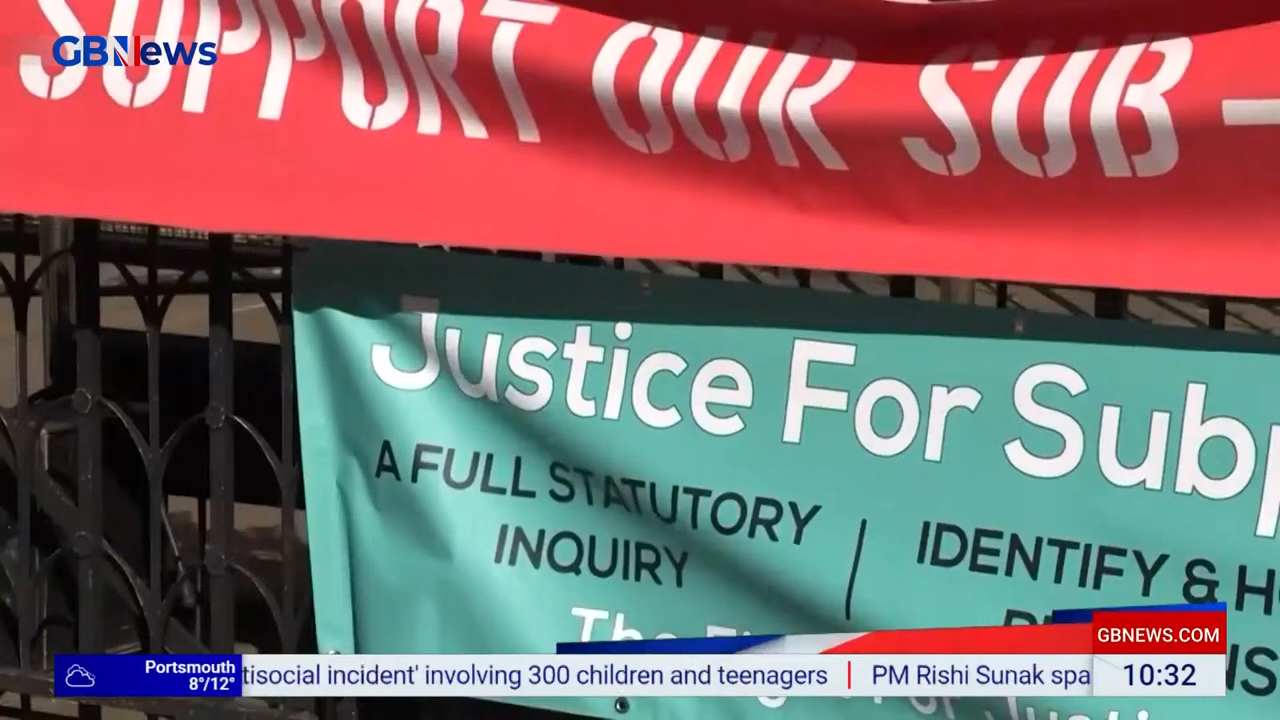 SUPPORT OUR SUB -
GBNews
Justice For Subp
A FULL STATUTORY
INQUIRY
IDENTIFY & H
GBNEWS.COM
Portsmouth
8°/12°
tisocial incident' involving 300 children and teenagers | PM Rishi Sunak spa
10:32